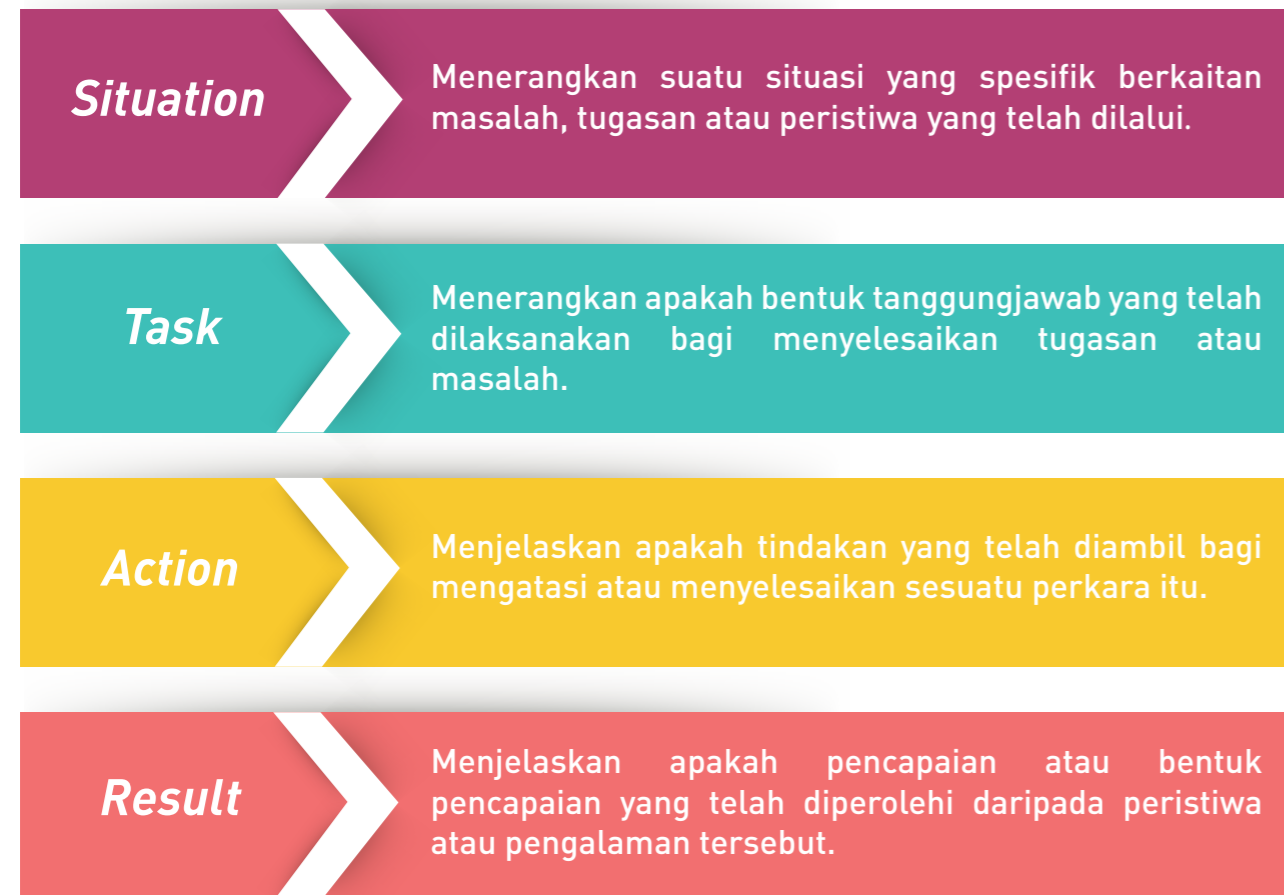 Situation
Menerangkan suatu situasi yang spesifik berkaitan
masalah, tugasan atau peristiwa yang telah dilalui.
Task
Menerangkan apakah bentuk tanggungjawab yang telah
dilaksanakan bagi menyelesaikan tugasan atau
masalah.
Action
Menjelaskan apakah tindakan yang telah diambil bagi
mengatasi atau menyelesaikan sesuatu perkara itu.
Result
Menjelaskan apakah pencapaian atau bentuk
pencapaian yang telah diperolehi daripada peristiwa
atau pengalaman tersebut.